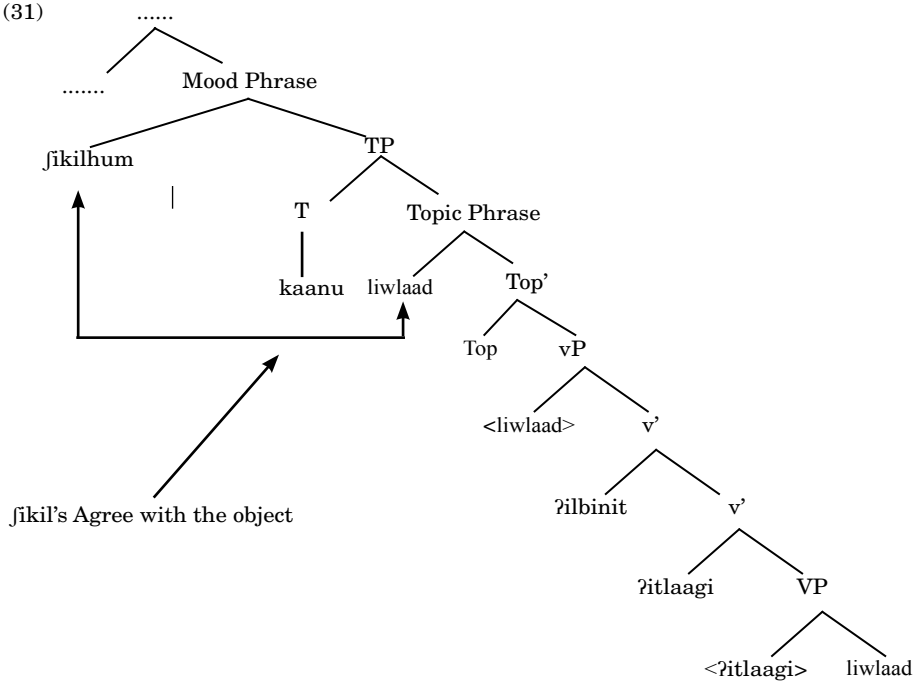 (31)
......
.......
Mood Phrase
ʃikilhum
TP
|
T
Topic Phrase
kaanu
liwlaad
Top’
Top
vP
<liwlaad>
v’
ʔilbinit
v’
ʃikil’s Agree with the object
ʔitlaagi
VP
<ʔitlaagi>
liwlaad